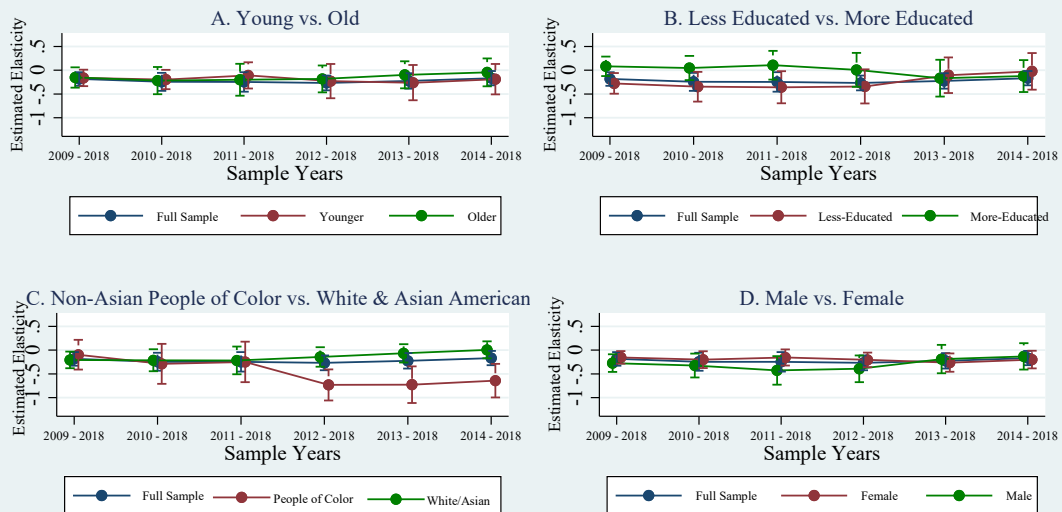 A. Young vs. Old
Estimated Elasticity
.5
0
-.5
-1
2009 - 2018
2010 - 2018
2011 - 2018
2012 - 2018
2013 - 2018
2014 - 2018
Sample Years
Full Sample
Younger
Older
B. Less Educated vs. More Educated
Estimated Elasticity
.5
0
-.5
-1
2009 - 2018
2010 - 2018
2011 - 2018
2012 - 2018
2013 - 2018
2014 - 2018
Sample Years
Full Sample
Less-Educated
More-Educated
C. Non-Asian People of Color vs. White & Asian American
Estimated Elasticity
.5
0
-.5
-1
2009 - 2018
2010 - 2018
2011 - 2018
2012 - 2018
2013 - 2018
2014 - 2018
Sample Years
Full Sample
People of Color
White/Asian
D. Male vs. Female
Estimated Elasticity
.5
0
-.5
-1
2009 - 2018
2010 - 2018
2011 - 2018
2012 - 2018
2013 - 2018
2014 - 2018
Sample Years
Full Sample
Female
Male